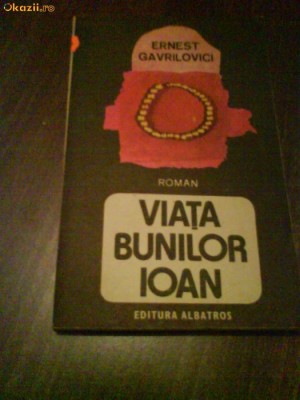 Okazii.ro
ERNEST
GAVRILOVICI
ROMAN
VIAȚA
BUNILOR
IOAN
EDITURA ALBATROS